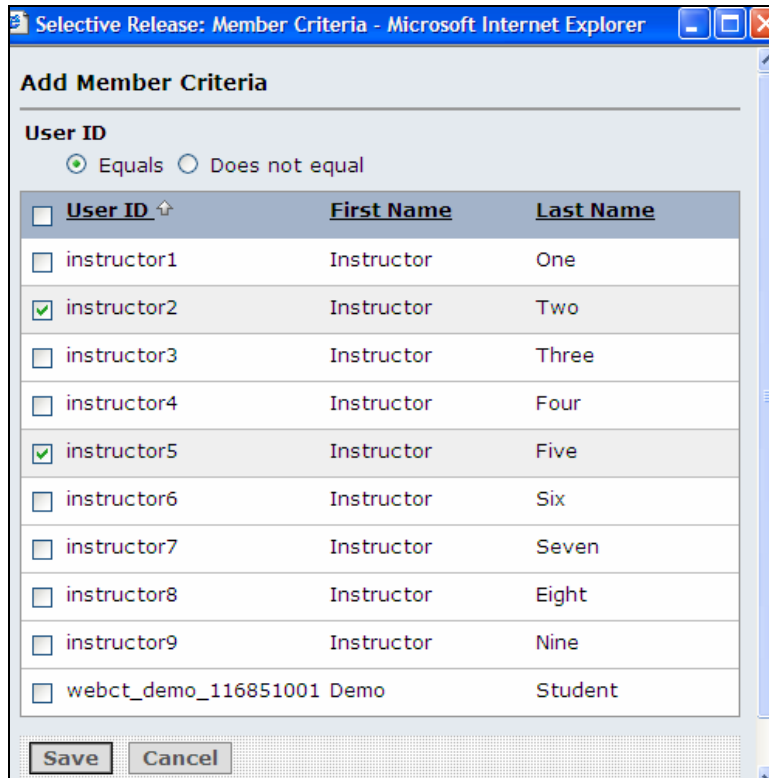 Selective Release: Member Criteria - Microsoft Internet Explorer
Add Member Criteria
User ID
Equals Does not equal
User ID First Name Last Name
instructor1 Instructor One
instructor2 Instructor Two
instructor3 Instructor Three
instructor4 Instructor Four
instructor5 Instructor Five
instructor6 Instructor Six
instructor7 Instructor Seven
instructor8 Instructor Eight
instructor9 Instructor Nine
webct_demo_116851001 Demo Student
Save Cancel